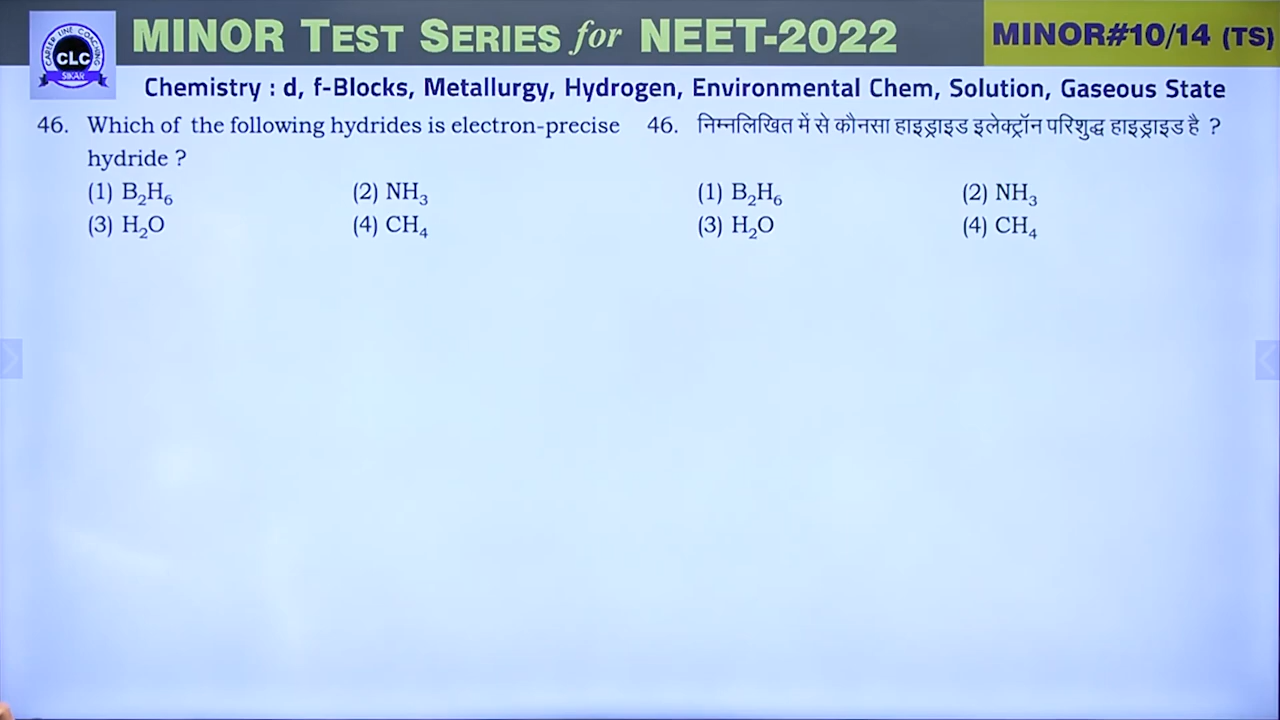 CAREER LINE COACHING
CLC
SIKAR
MINOR TEST SERIES for NEET-2022
MINOR#10/14 (TS)
Chemistry : d, f-Blocks, Metallurgy, Hydrogen, Environmental Chem, Solution, Gaseous State
46. Which of the following hydrides is electron-precise
hydride ?
(1) B₂H₆ (2) NH₃
(3) H₂O (4) CH₄
46. निम्नलिखित में से कौनसा हाइड्राइड इलेक्ट्रॉन परिशुद्ध हाइड्राइड है ?
(1) B₂H₆ (2) NH₃
(3) H₂O (4) CH₄